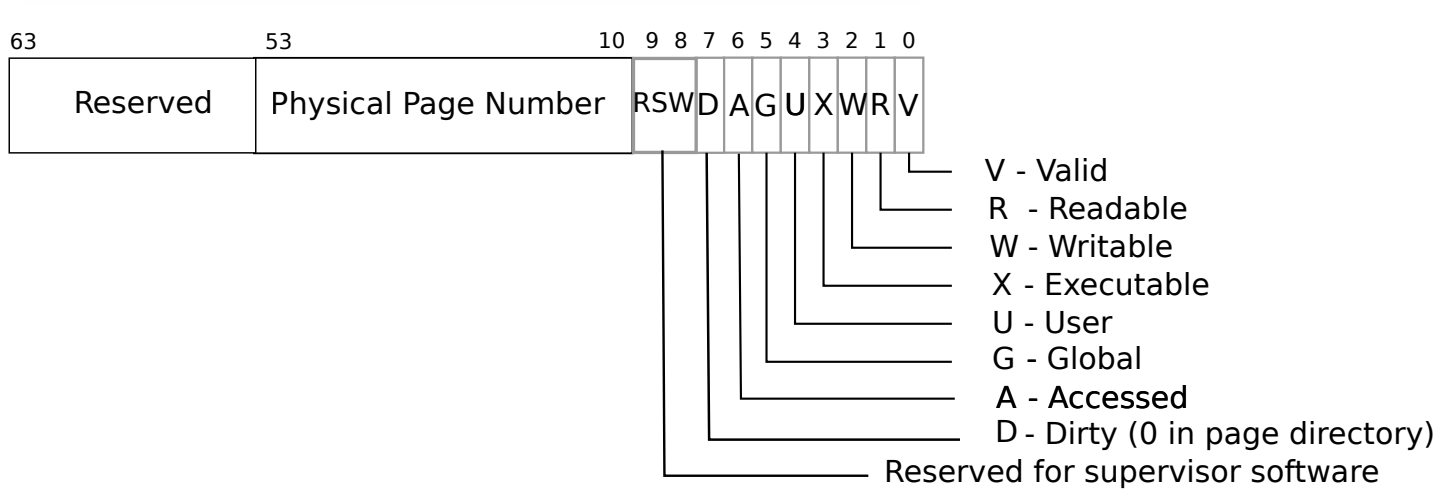 63 53 10 9 8 7 6 5 4 3 2 1 0
Reserved Physical Page Number RSW D A G U X W R V
V - Valid
R - Readable
W - Writable
X - Executable
U - User
G - Global
A - Accessed
D - Dirty (0 in page directory)
Reserved for supervisor software